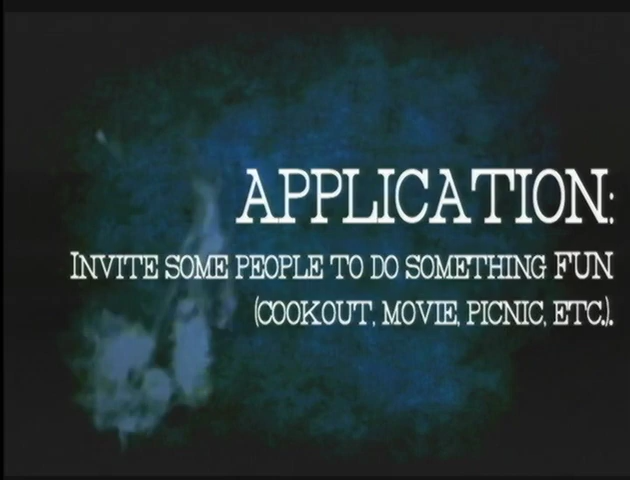 APPLICATION:
INVITE SOME PEOPLE TO DO SOMETHING FUN
(COOKOUT, MOVIE, PICNIC, ETC.).